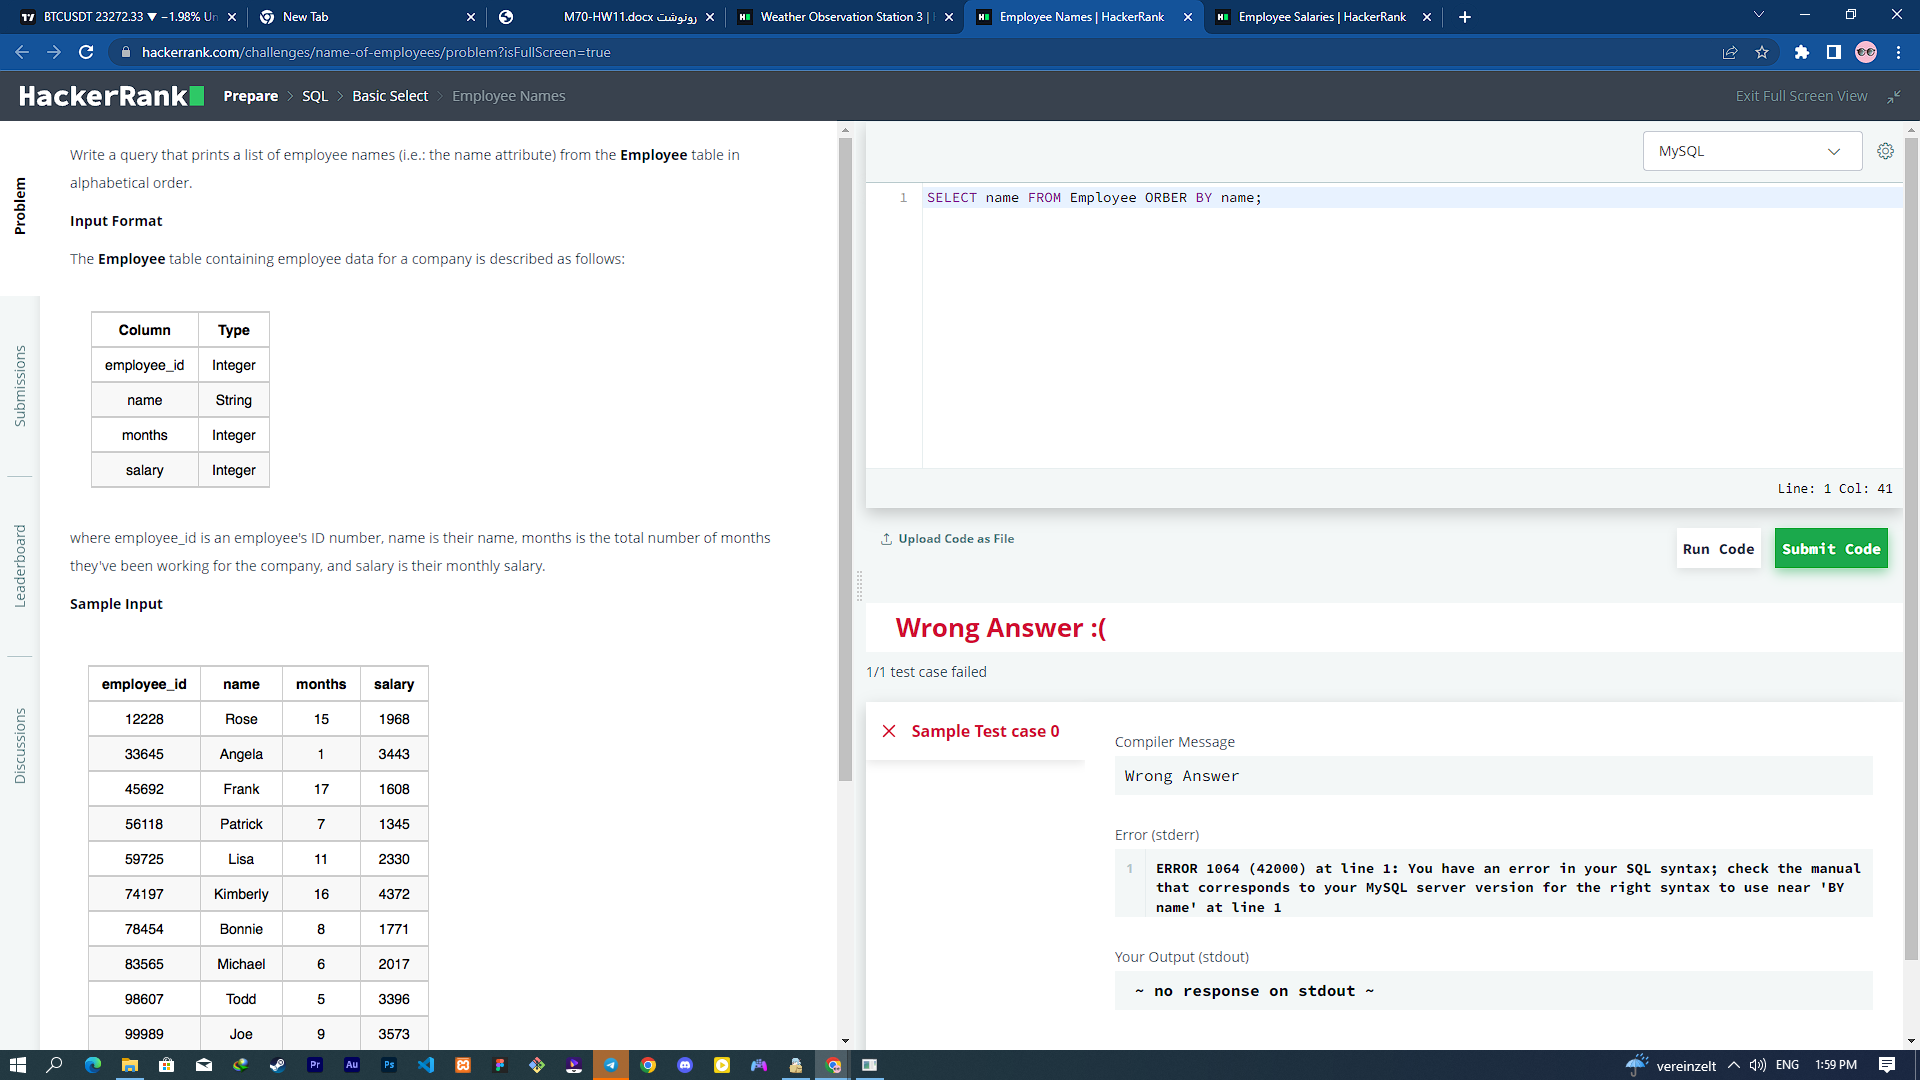 BTCUSDT 23272.33 ▼ −1.98% Un
New Tab
M70-HW11.docx رونوشت
Weather Observation Station 3 |
Employee Names | HackerRank
Employee Salaries | HackerRank
hackerrank.com/challenges/name-of-employees/problem?isFullScreen=true
HackerRank
Prepare > SQL > Basic Select > Employee Names
Exit Full Screen View
Problem
Submissions
Leaderboard
Discussions
Write a query that prints a list of employee names (i.e.: the name attribute) from the Employee table in
alphabetical order.
Input Format
The Employee table containing employee data for a company is described as follows:
Column Type
employee_id Integer
name String
months Integer
salary Integer
where employee_id is an employee's ID number, name is their name, months is the total number of months
they've been working for the company, and salary is their monthly salary.
Sample Input
employee_id name months salary
12228 Rose 15 1968
33645 Angela 1 3443
45692 Frank 17 1608
56118 Patrick 7 1345
59725 Lisa 11 2330
74197 Kimberly 16 4372
78454 Bonnie 8 1771
83565 Michael 6 2017
98607 Todd 5 3396
99989 Joe 9 3573
MySQL
1 SELECT name FROM Employee ORBER BY name;
Line: 1 Col: 41
Upload Code as File
Run Code
Submit Code
Wrong Answer :(
1/1 test case failed
Sample Test case 0
Compiler Message
Wrong Answer
Error (stderr)
1 ERROR 1064 (42000) at line 1: You have an error in your SQL syntax; check the manual
that corresponds to your MySQL server version for the right syntax to use near 'BY
name' at line 1
Your Output (stdout)
~ no response on stdout ~
Pr
Au
Ps
vereinzelt
ENG
1:59 PM